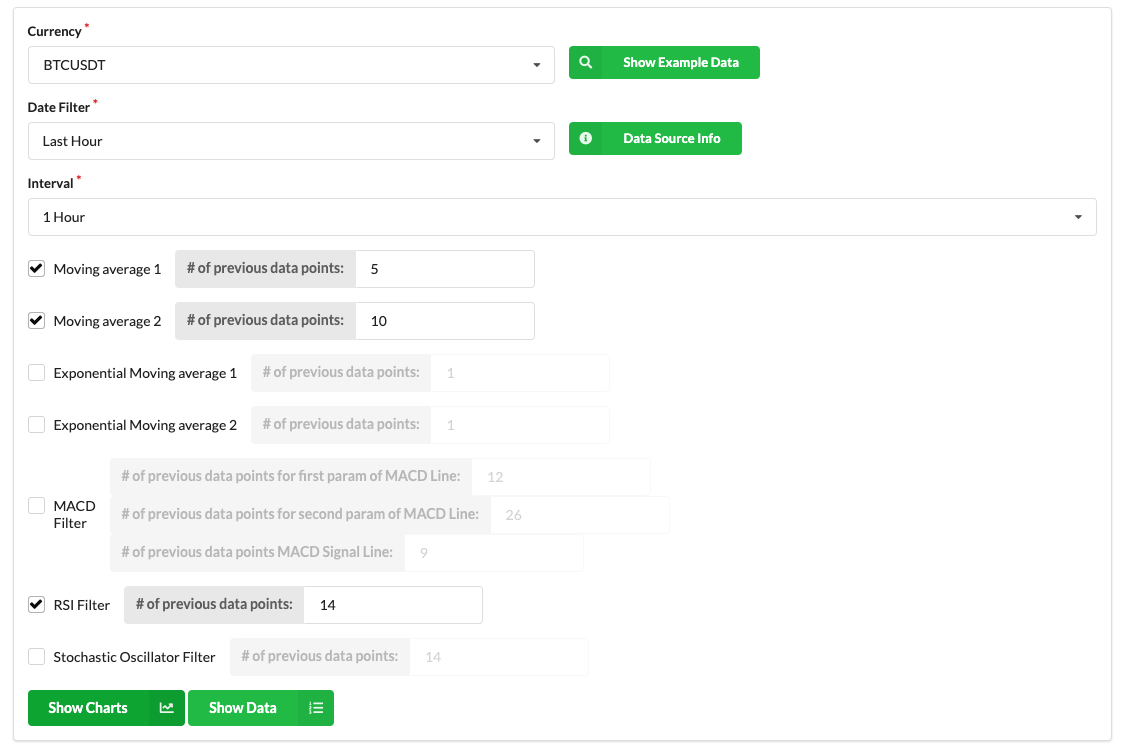 Currency *
BTCUSDT
Show Example Data
Date Filter *
Last Hour
Data Source Info
Interval *
1 Hour
Moving average 1 # of previous data points: 5
Moving average 2 # of previous data points: 10
Exponential Moving average 1 # of previous data points: 1
Exponential Moving average 2 # of previous data points: 1
MACD
Filter
# of previous data points for first param of MACD Line: 12
# of previous data points for second param of MACD Line: 26
# of previous data points MACD Signal Line: 9
RSI Filter # of previous data points: 14
Stochastic Oscillator Filter # of previous data points: 14
Show Charts
Show Data